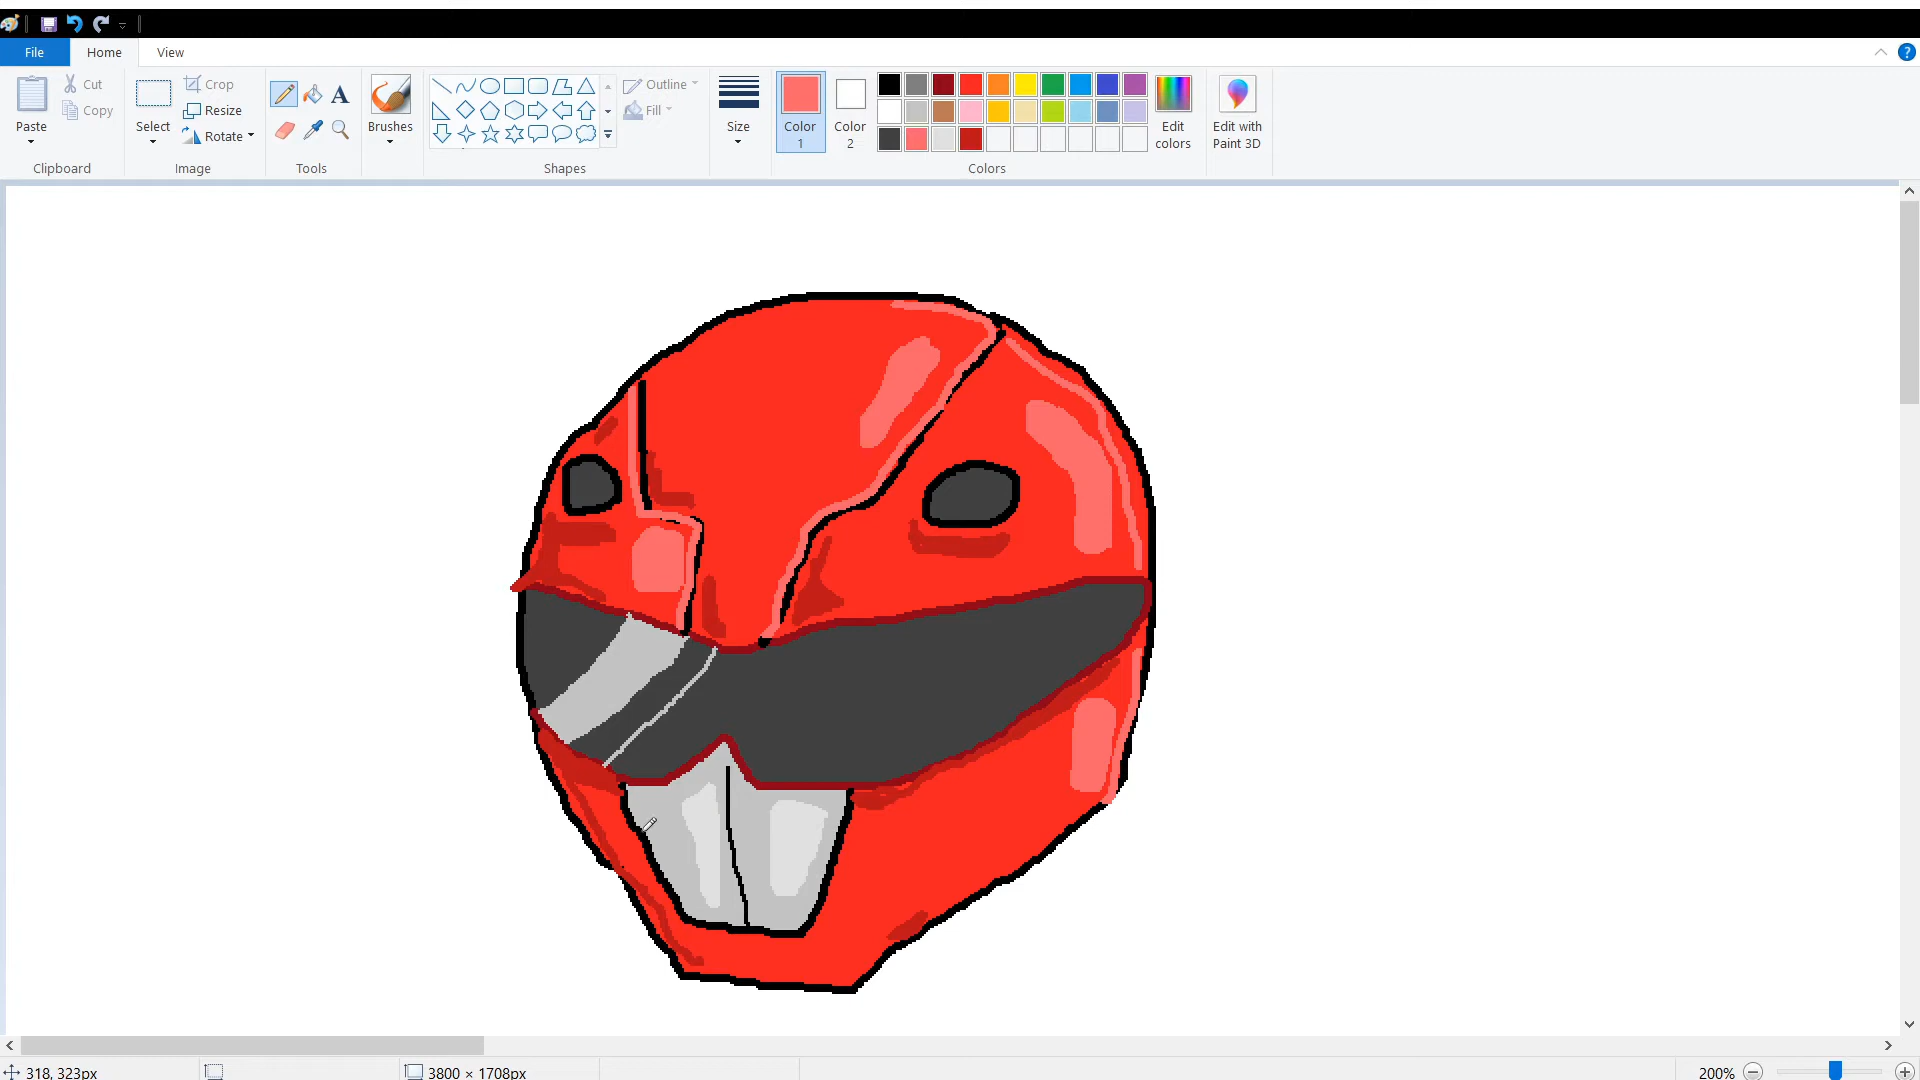 File Home View
?
Paste
Cut
Copy
Clipboard
Select
Crop
Resize
Rotate
Image
A
Tools
Brushes
Shapes
Outline
Fill
Size
Color
1
Color
2
Colors
Edit
colors
Edit with
Paint 3D
318, 323px
3800 × 1708px
200%